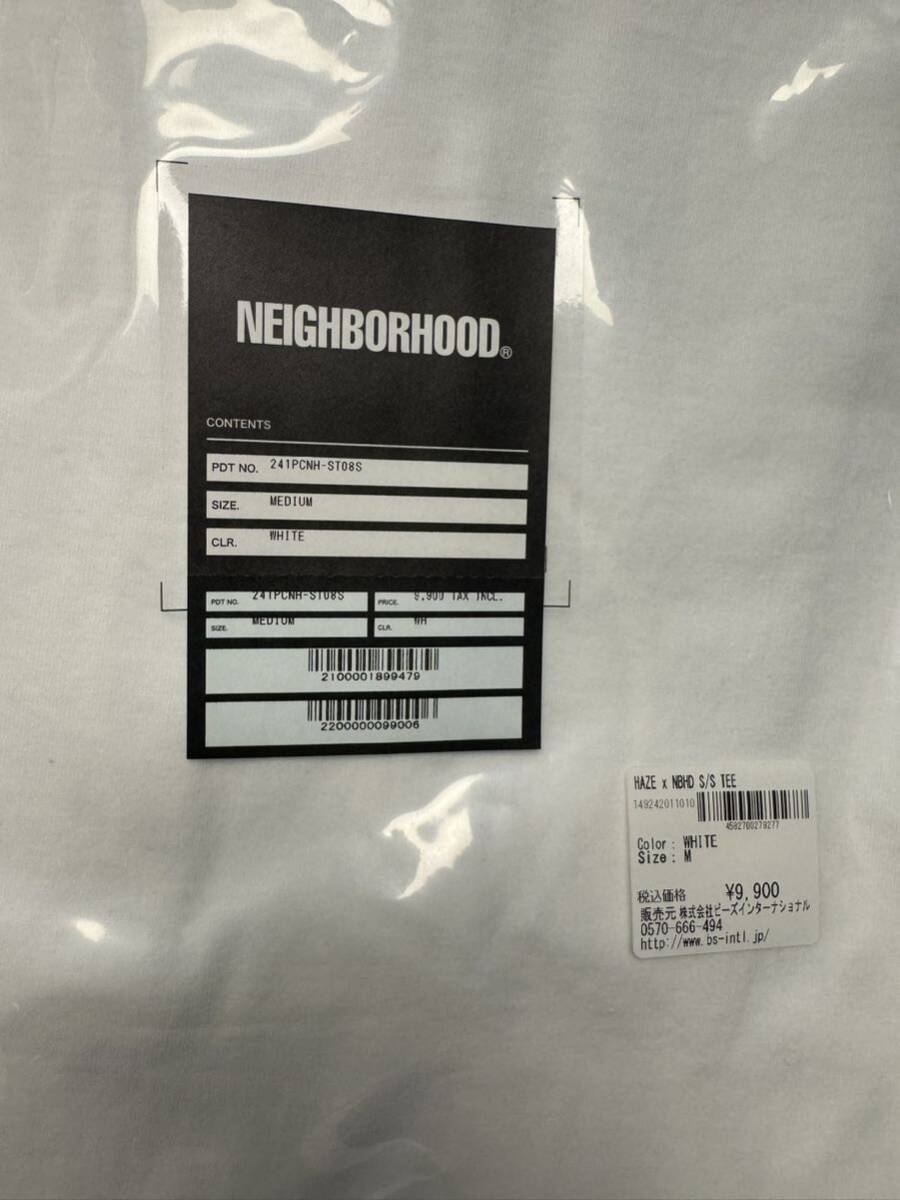 NEIGHBORHOOD®
CONTENTS
PDT NO. 241PCNH-ST08S
SIZE. MEDIUM
CLR. WHITE
PDT NO. 241PCNH-ST08S PRICE. 9,900 TAX INCL.
SIZE. MEDIUM CLR. WH
2100001899479
2200000099006
HAZE x NBHD S/S TEE
149242011010
4582700279277
Color : WHITE
Size : M
税込価格 ¥9,900
販売元 株式会社ビーズインターナショナル
0570-666-494
http://www.bs-intl.jp/